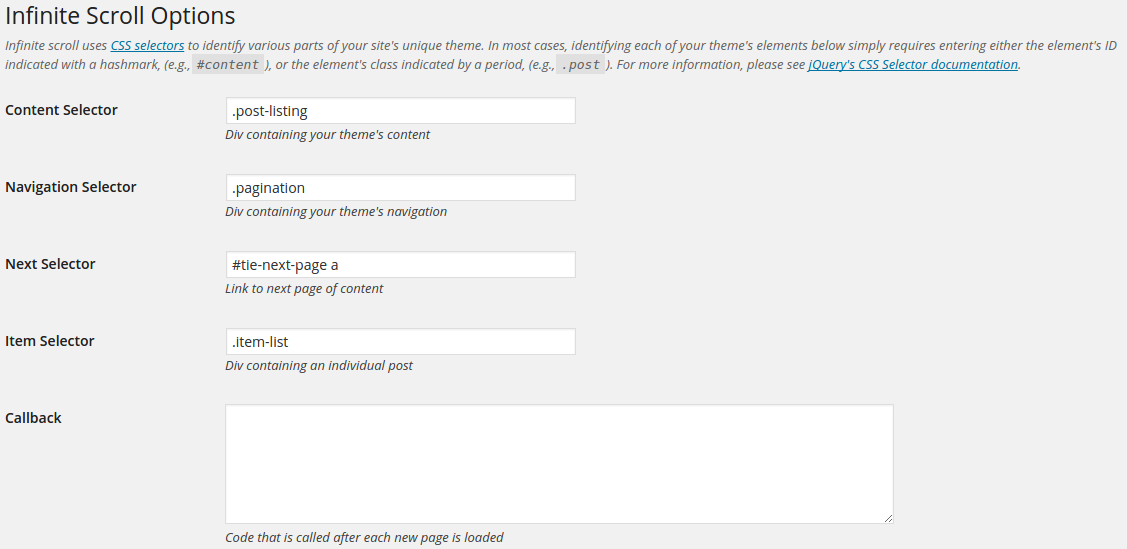 Infinite Scroll Options
Infinite scroll uses CSS selectors to identify various parts of your site's unique theme. In most cases, identifying each of your theme's elements below simply requires entering either the element's ID
indicated with a hashmark, (e.g., #content ), or the element's class indicated by a period, (e.g., .post ). For more information, please see jQuery's CSS Selector documentation.
Content Selector
.post-listing
Div containing your theme's content
Navigation Selector
.pagination
Div containing your theme's navigation
Next Selector
#tie-next-page a
Link to next page of content
Item Selector
.item-list
Div containing an individual post
Callback
Code that is called after each new page is loaded